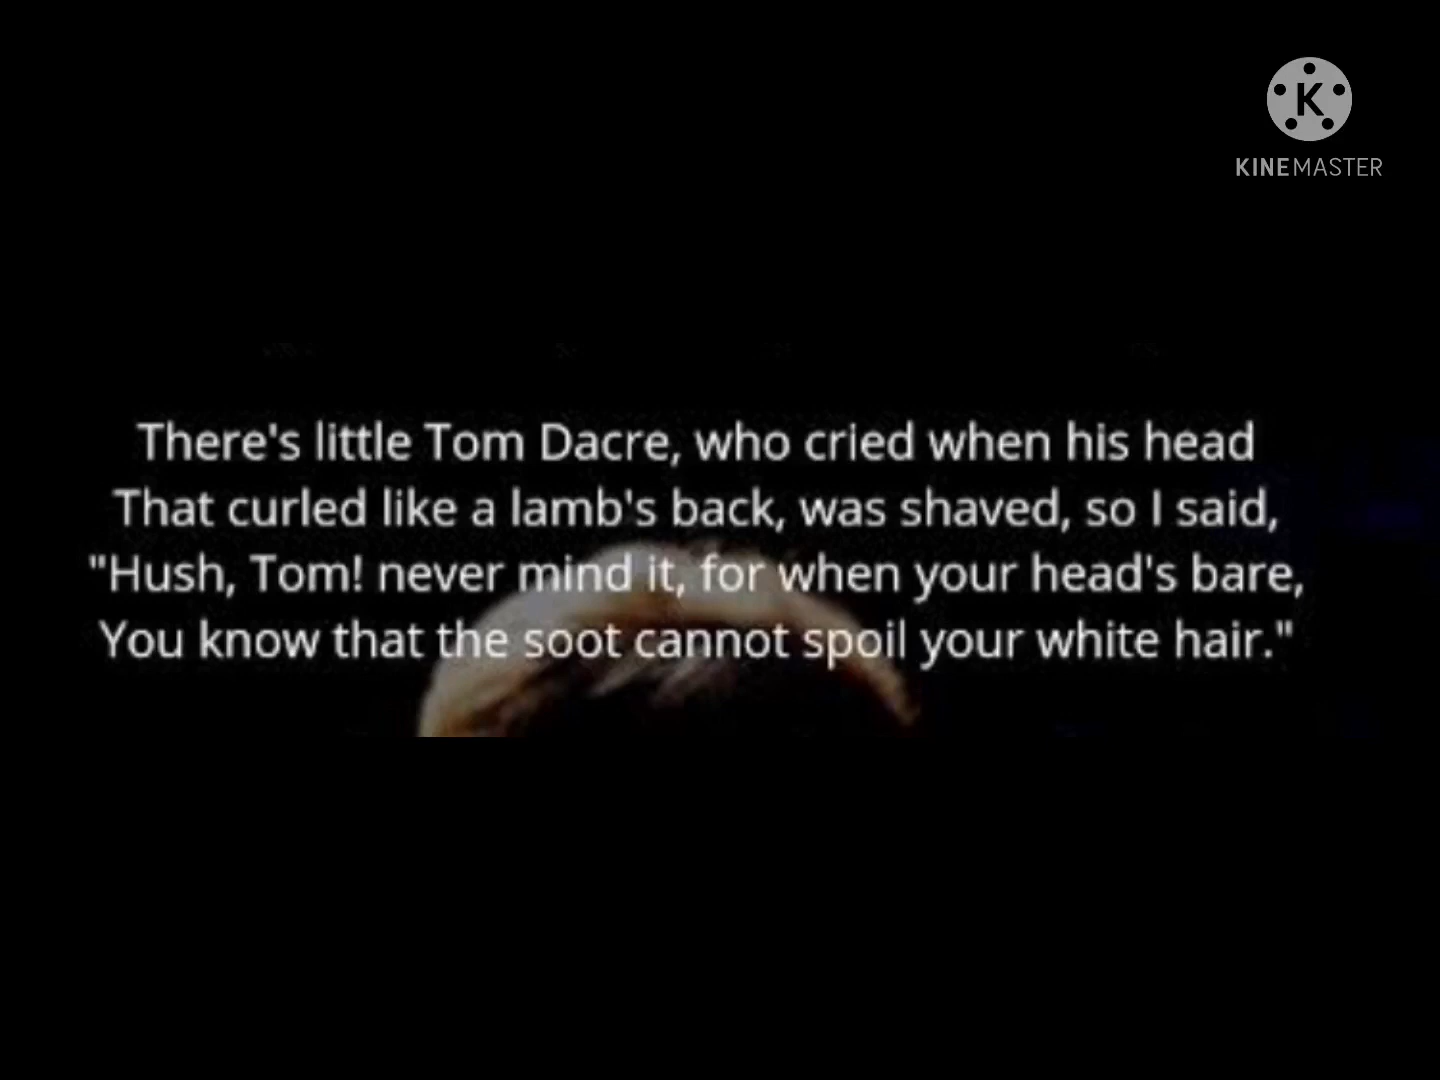 K
KINEMASTER
There's little Tom Dacre, who cried when his head
That curled like a lamb's back, was shaved, so I said,
"Hush, Tom! never mind it, for when your head's bare,
You know that the soot cannot spoil your white hair."